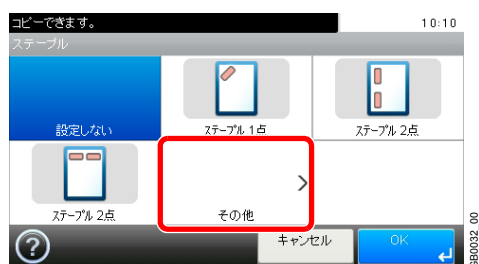 コピーできます。
10:10
ステープル
設定しない
ステープル 1点
ステープル 2点
ステープル 2点
その他
?
キャンセル
OK
GB0032_00